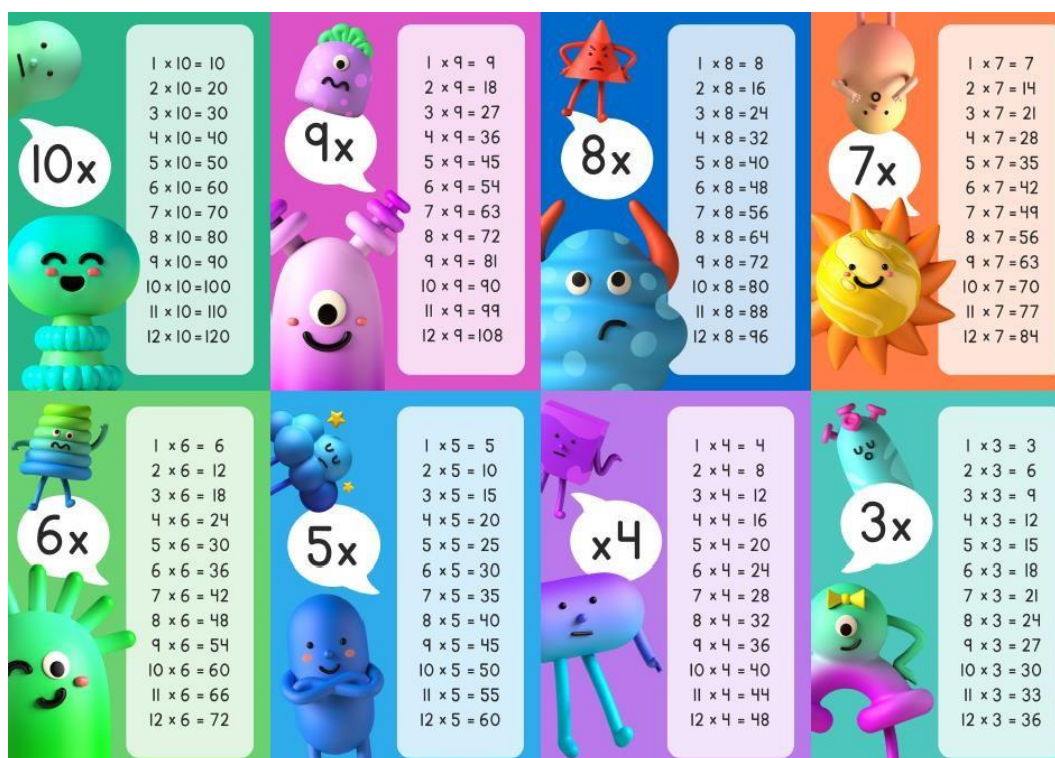 10x
1 × 10 = 10
2 × 10 = 20
3 × 10 = 30
4 × 10 = 40
5 × 10 = 50
6 × 10 = 60
7 × 10 = 70
8 × 10 = 80
9 × 10 = 90
10 × 10 = 100
11 × 10 = 110
12 × 10 = 120
9x
1 × 9 = 9
2 × 9 = 18
3 × 9 = 27
4 × 9 = 36
5 × 9 = 45
6 × 9 = 54
7 × 9 = 63
8 × 9 = 72
9 × 9 = 81
10 × 9 = 90
11 × 9 = 99
12 × 9 = 108
8x
1 × 8 = 8
2 × 8 = 16
3 × 8 = 24
4 × 8 = 32
5 × 8 = 40
6 × 8 = 48
7 × 8 = 56
8 × 8 = 64
9 × 8 = 72
10 × 8 = 80
11 × 8 = 88
12 × 8 = 96
7x
1 × 7 = 7
2 × 7 = 14
3 × 7 = 21
4 × 7 = 28
5 × 7 = 35
6 × 7 = 42
7 × 7 = 49
8 × 7 = 56
9 × 7 = 63
10 × 7 = 70
11 × 7 = 77
12 × 7 = 84
6x
1 × 6 = 6
2 × 6 = 12
3 × 6 = 18
4 × 6 = 24
5 × 6 = 30
6 × 6 = 36
7 × 6 = 42
8 × 6 = 48
9 × 6 = 54
10 × 6 = 60
11 × 6 = 66
12 × 6 = 72
5x
1 × 5 = 5
2 × 5 = 10
3 × 5 = 15
4 × 5 = 20
5 × 5 = 25
6 × 5 = 30
7 × 5 = 35
8 × 5 = 40
9 × 5 = 45
10 × 5 = 50
11 × 5 = 55
12 × 5 = 60
x4
1 × 4 = 4
2 × 4 = 8
3 × 4 = 12
4 × 4 = 16
5 × 4 = 20
6 × 4 = 24
7 × 4 = 28
8 × 4 = 32
9 × 4 = 36
10 × 4 = 40
11 × 4 = 44
12 × 4 = 48
3x
1 × 3 = 3
2 × 3 = 6
3 × 3 = 9
4 × 3 = 12
5 × 3 = 15
6 × 3 = 18
7 × 3 = 21
8 × 3 = 24
9 × 3 = 27
10 × 3 = 30
11 × 3 = 33
12 × 3 = 36